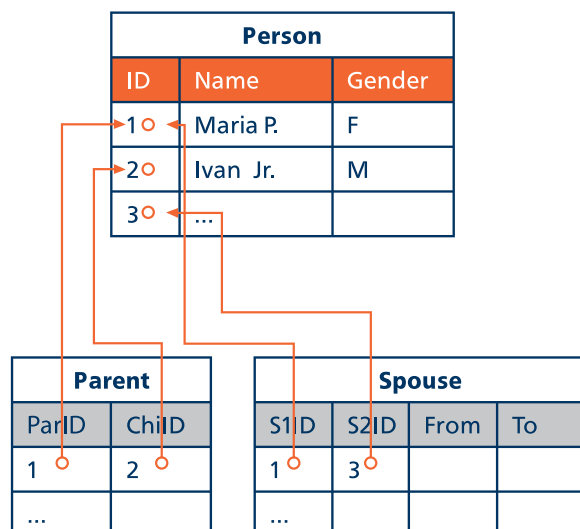 Person
ID Name Gender
1 Maria P. F
2 Ivan Jr. M
3 ...
Parent
ParID ChiID
1 2
...
Spouse
S1ID S2ID From To
1 3
...